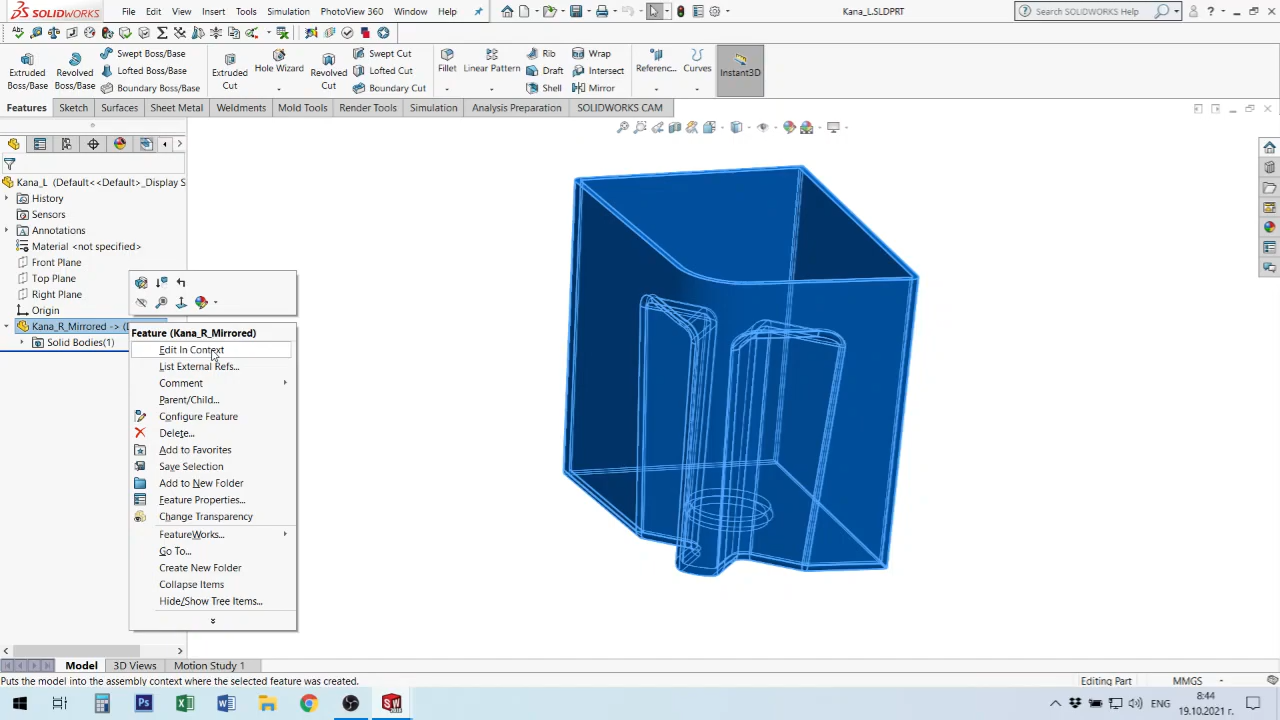 SOLIDWORKS File Edit View Insert Tools Simulation PhotoView 360 Window Help Kana_L.SLDPRT Search SOLIDWORKS Help ?
Extruded Boss/Base
Revolved Boss/Base
Swept Boss/Base
Lofted Boss/Base
Boundary Boss/Base
Extruded Cut
Hole Wizard
Revolved Cut
Swept Cut
Lofted Cut
Boundary Cut
Fillet
Linear Pattern
Rib
Draft
Shell
Wrap
Intersect
Mirror
Referenc...
Curves
Instant3D
Features Sketch Surfaces Sheet Metal Weldments Mold Tools Render Tools Simulation Analysis Preparation SOLIDWORKS CAM
Kana_L (Default<<Default>_Display S
History
Sensors
Annotations
Material <not specified>
Front Plane
Top Plane
Right Plane
Origin
Kana_R_Mirrored -> (D
Solid Bodies(1)
Feature (Kana_R_Mirrored)
Edit In Context
List External Refs...
Comment
Parent/Child...
Configure Feature
Delete...
Add to Favorites
Save Selection
Add to New Folder
Feature Properties...
Change Transparency
FeatureWorks...
Go To...
Create New Folder
Collapse Items
Hide/Show Tree Items...
Model 3D Views Motion Study 1
Puts the model into the assembly context where the selected feature was created. Editing Part MMGS
ENG 8:44
19.10.2021 г.